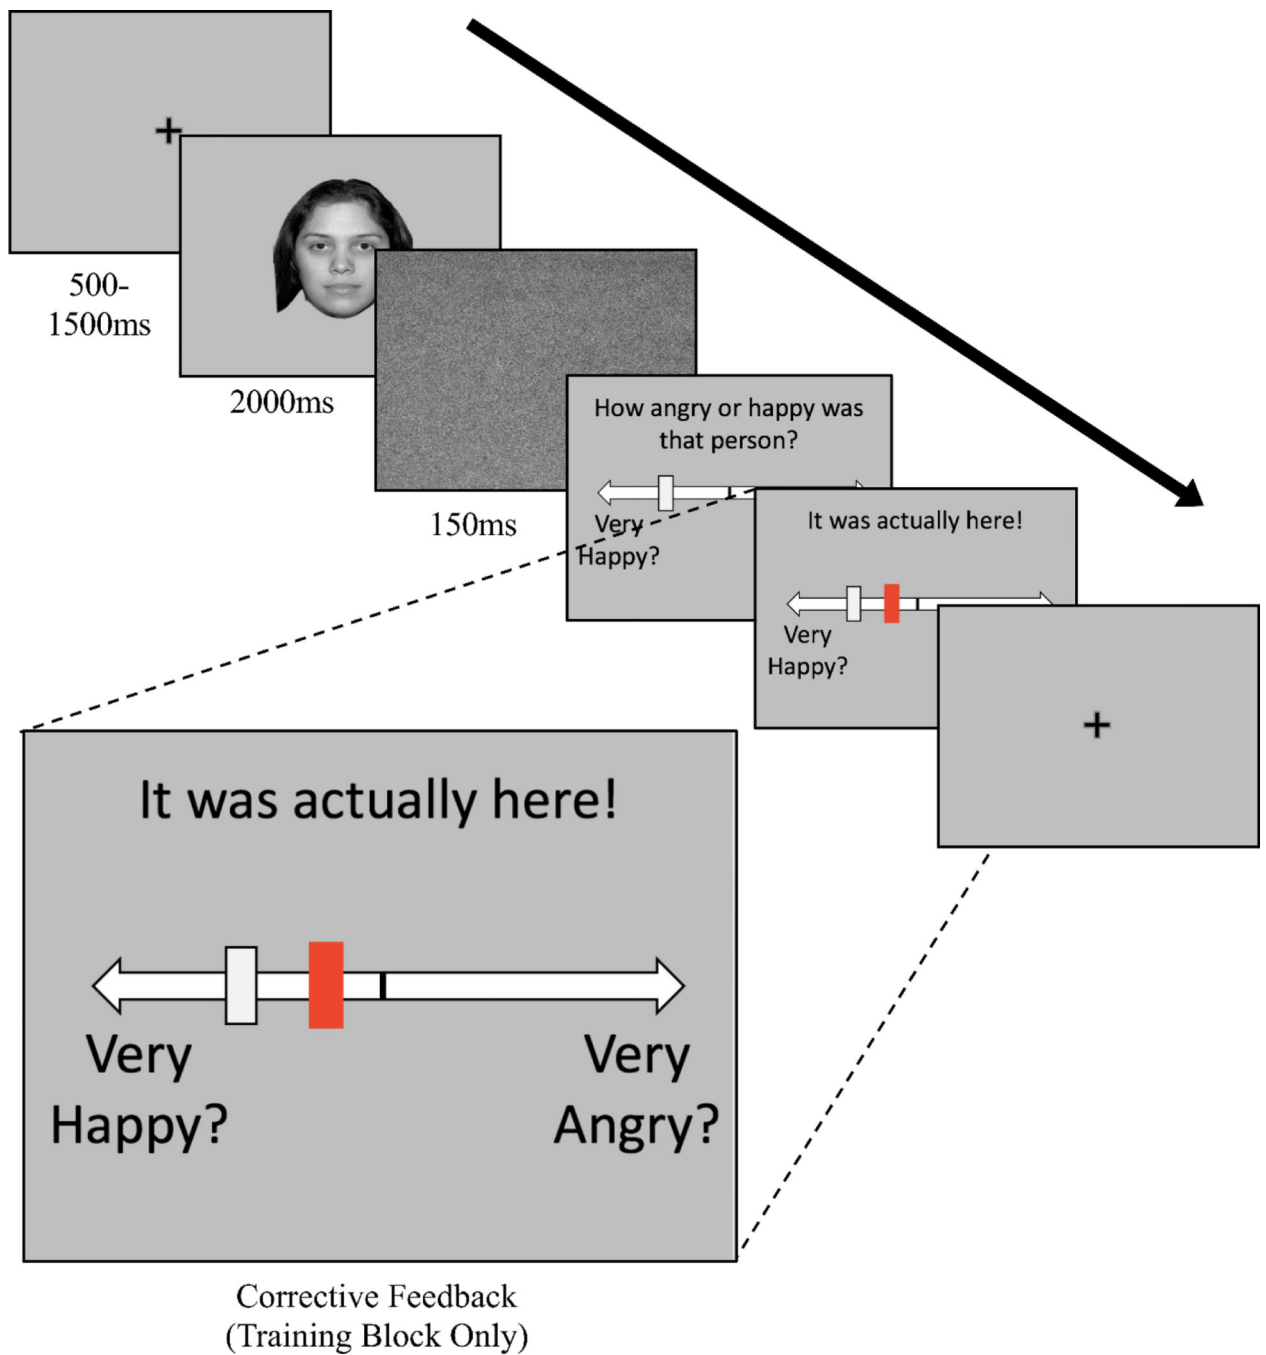 500-
1500ms
2000ms
150ms
How angry or happy was
that person?
Very
Happy?
It was actually here!
Very
Happy?
It was actually here!
Very
Happy?
Very
Angry?
Corrective Feedback
(Training Block Only)